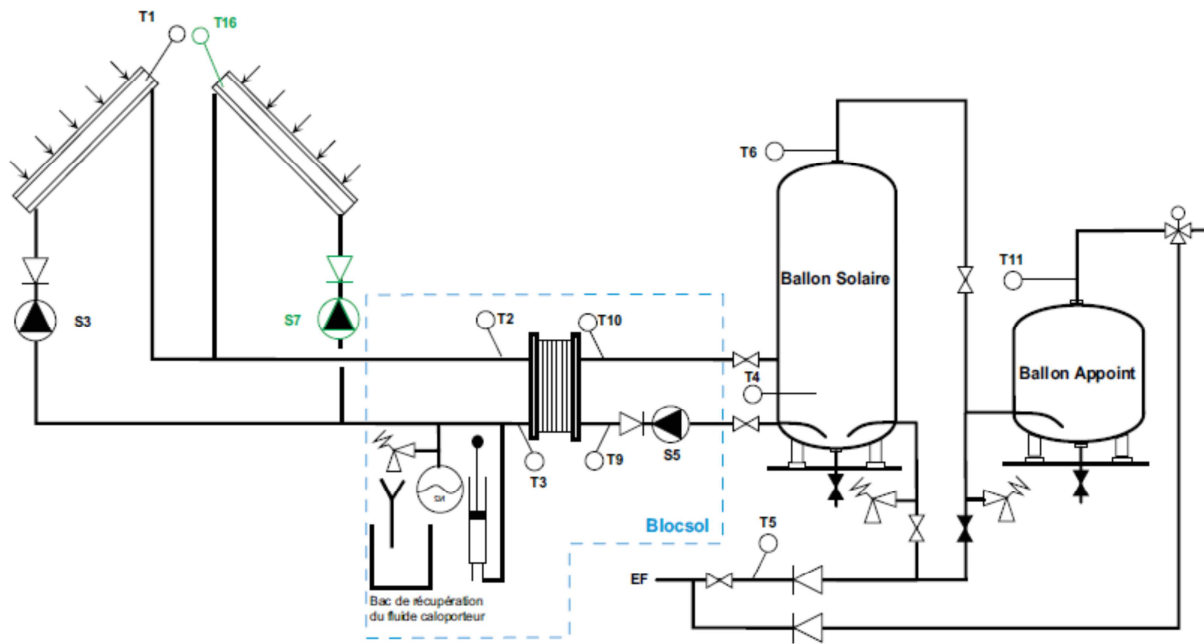 T1
T16
T6
T11
Ballon Solaire
S3
S7
T2
T10
Ballon Appoint
T4
T3
T9
S5
Blocsol
T5
EF
Bac de récupération
du fluide caloporteur